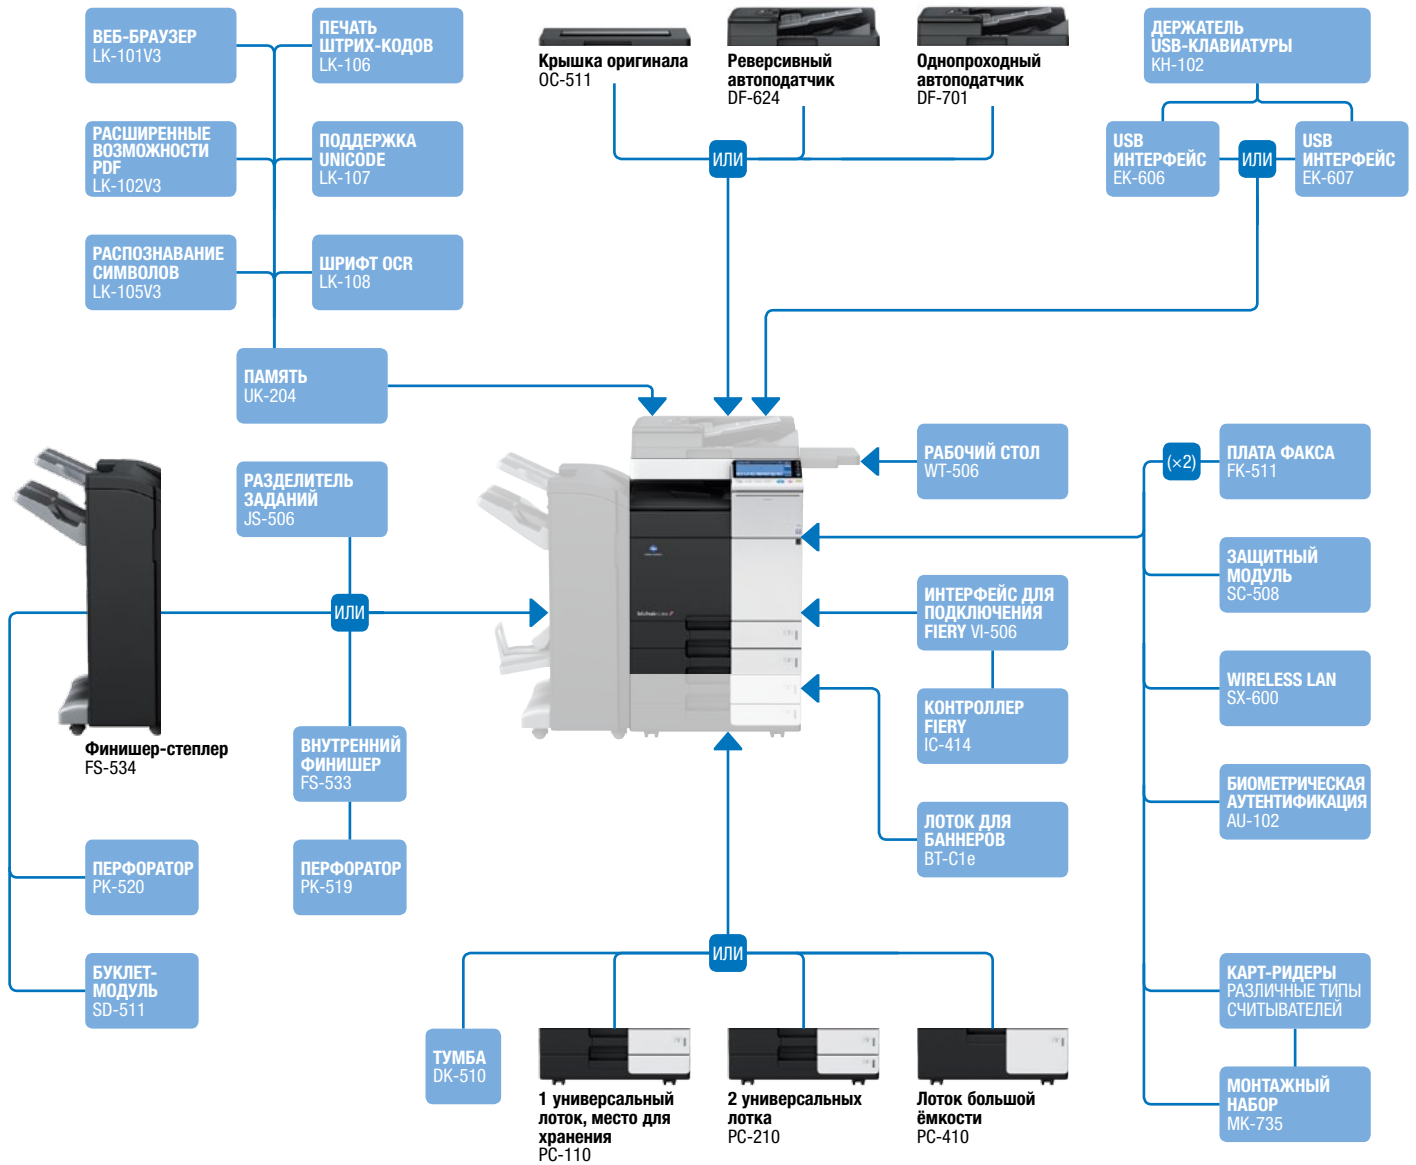 ВЕБ-БРАУЗЕР
LK-101V3
ПЕЧАТЬ
ШТРИХ-КОДОВ
LK-106
Крышка оригинала
OC-511
Реверсивный
автоподатчик
DF-624
Однопроходный
автоподатчик
DF-701
ДЕРЖАТЕЛЬ
USB-КЛАВИАТУРЫ
KH-102
РАСШИРЕННЫЕ
ВОЗМОЖНОСТИ
PDF
LK-102V3
ПОДДЕРЖКА
UNICODE
LK-107
ИЛИ
USB
ИНТЕРФЕЙС
EK-606
ИЛИ
USB
ИНТЕРФЕЙС
EK-607
РАСПОЗНАВАНИЕ
СИМВОЛОВ
LK-105V3
ШРИФТ OCR
LK-108
ПАМЯТЬ
UK-204
РАЗДЕЛИТЕЛЬ
ЗАДАНИЙ
JS-506
РАБОЧИЙ СТОЛ
WT-506
(×2)
ПЛАТА ФАКСА
FK-511
ЗАЩИТНЫЙ
МОДУЛЬ
SC-508
ИЛИ
ИНТЕРФЕЙС ДЛЯ
ПОДКЛЮЧЕНИЯ
FIERY VI-506
WIRELESS LAN
SX-600
КОНТРОЛЛЕР
FIERY
IC-414
Финишер-степлер
FS-534
ВНУТРЕННИЙ
ФИНИШЕР
FS-533
БИОМЕТРИЧЕСКАЯ
АУТЕНТИФИКАЦИЯ
AU-102
ЛОТОК ДЛЯ
БАННЕРОВ
BT-C1e
ПЕРФОРАТОР
PK-520
ПЕРФОРАТОР
PK-519
БУКЛЕТ-
МОДУЛЬ
SD-511
ИЛИ
КАРТ-РИДЕРЫ
РАЗЛИЧНЫЕ ТИПЫ
СЧИТЫВАТЕЛЕЙ
ТУМБА
DK-510
1 универсальный
лоток, место для
хранения
PC-110
2 универсальных
лотка
PC-210
Лоток большой
ёмкости
PC-410
МОНТАЖНЫЙ
НАБОР
MK-735